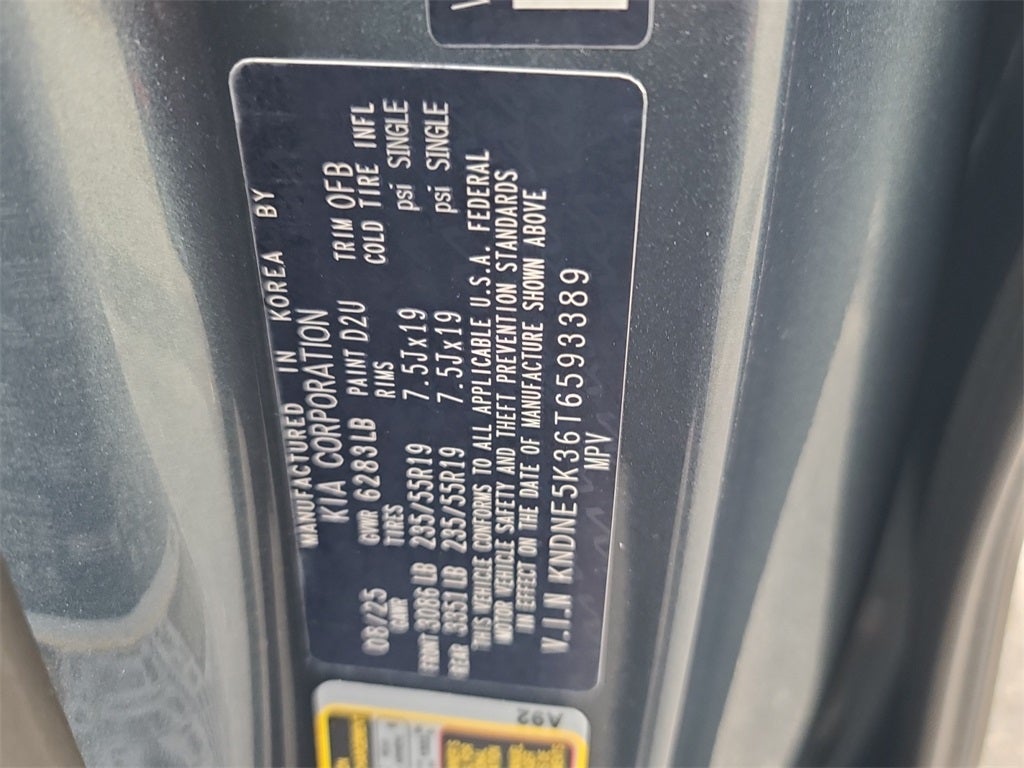 MANUFACTURED IN KOREA BY
KIA CORPORATION
08/25 GVWR 6283LB PAINT D2U TRIM OFB
GAWR TIRES RIMS COLD TIRE INFL
FRONT 3086 LB 235/55R19 7.5Jx19 psi SINGLE
REAR 3351LB 235/55R19 7.5Jx19 psi SINGLE
THIS VEHICLE CONFORMS TO ALL APPLICABLE U.S.A. FEDERAL
MOTOR VEHICLE SAFETY AND THEFT PREVENTION STANDARDS
IN EFFECT ON THE DATE OF MANUFACTURE SHOWN ABOVE
V.I.N KNDNE5K36T6593389
MPV
A92